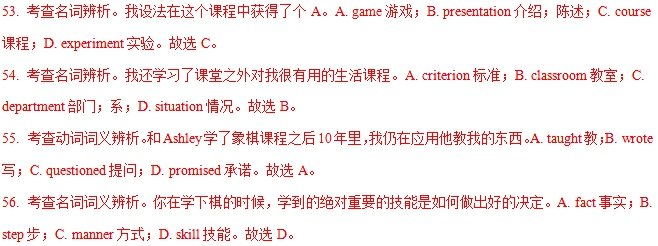 53. 考查名词辨析。我设法在这个课程中获得了个 A。A. game 游戏；B. presentation 介绍；陈述；C. course
课程；D. experiment 实验。故选 C。
54. 考查名词辨析。我还学习了课堂之外对我很有用的生活课程。A. criterion 标准；B. classroom 教室；C.
department 部门；系；D. situation 情况。故选 B。
55. 考查动词词义辨析。和 Ashley 学了象棋课程之后 10 年里，我仍在应用他教我的东西。A. taught 教；B. wrote
写；C. questioned 提问；D. promised 承诺。故选 A。
56. 考查名词词义辨析。你在学下棋的时候，学到的绝对重要的技能是如何做出好的决定。A. fact 事实；B.
step 步；C. manner 方式；D. skill 技能。故选 D。